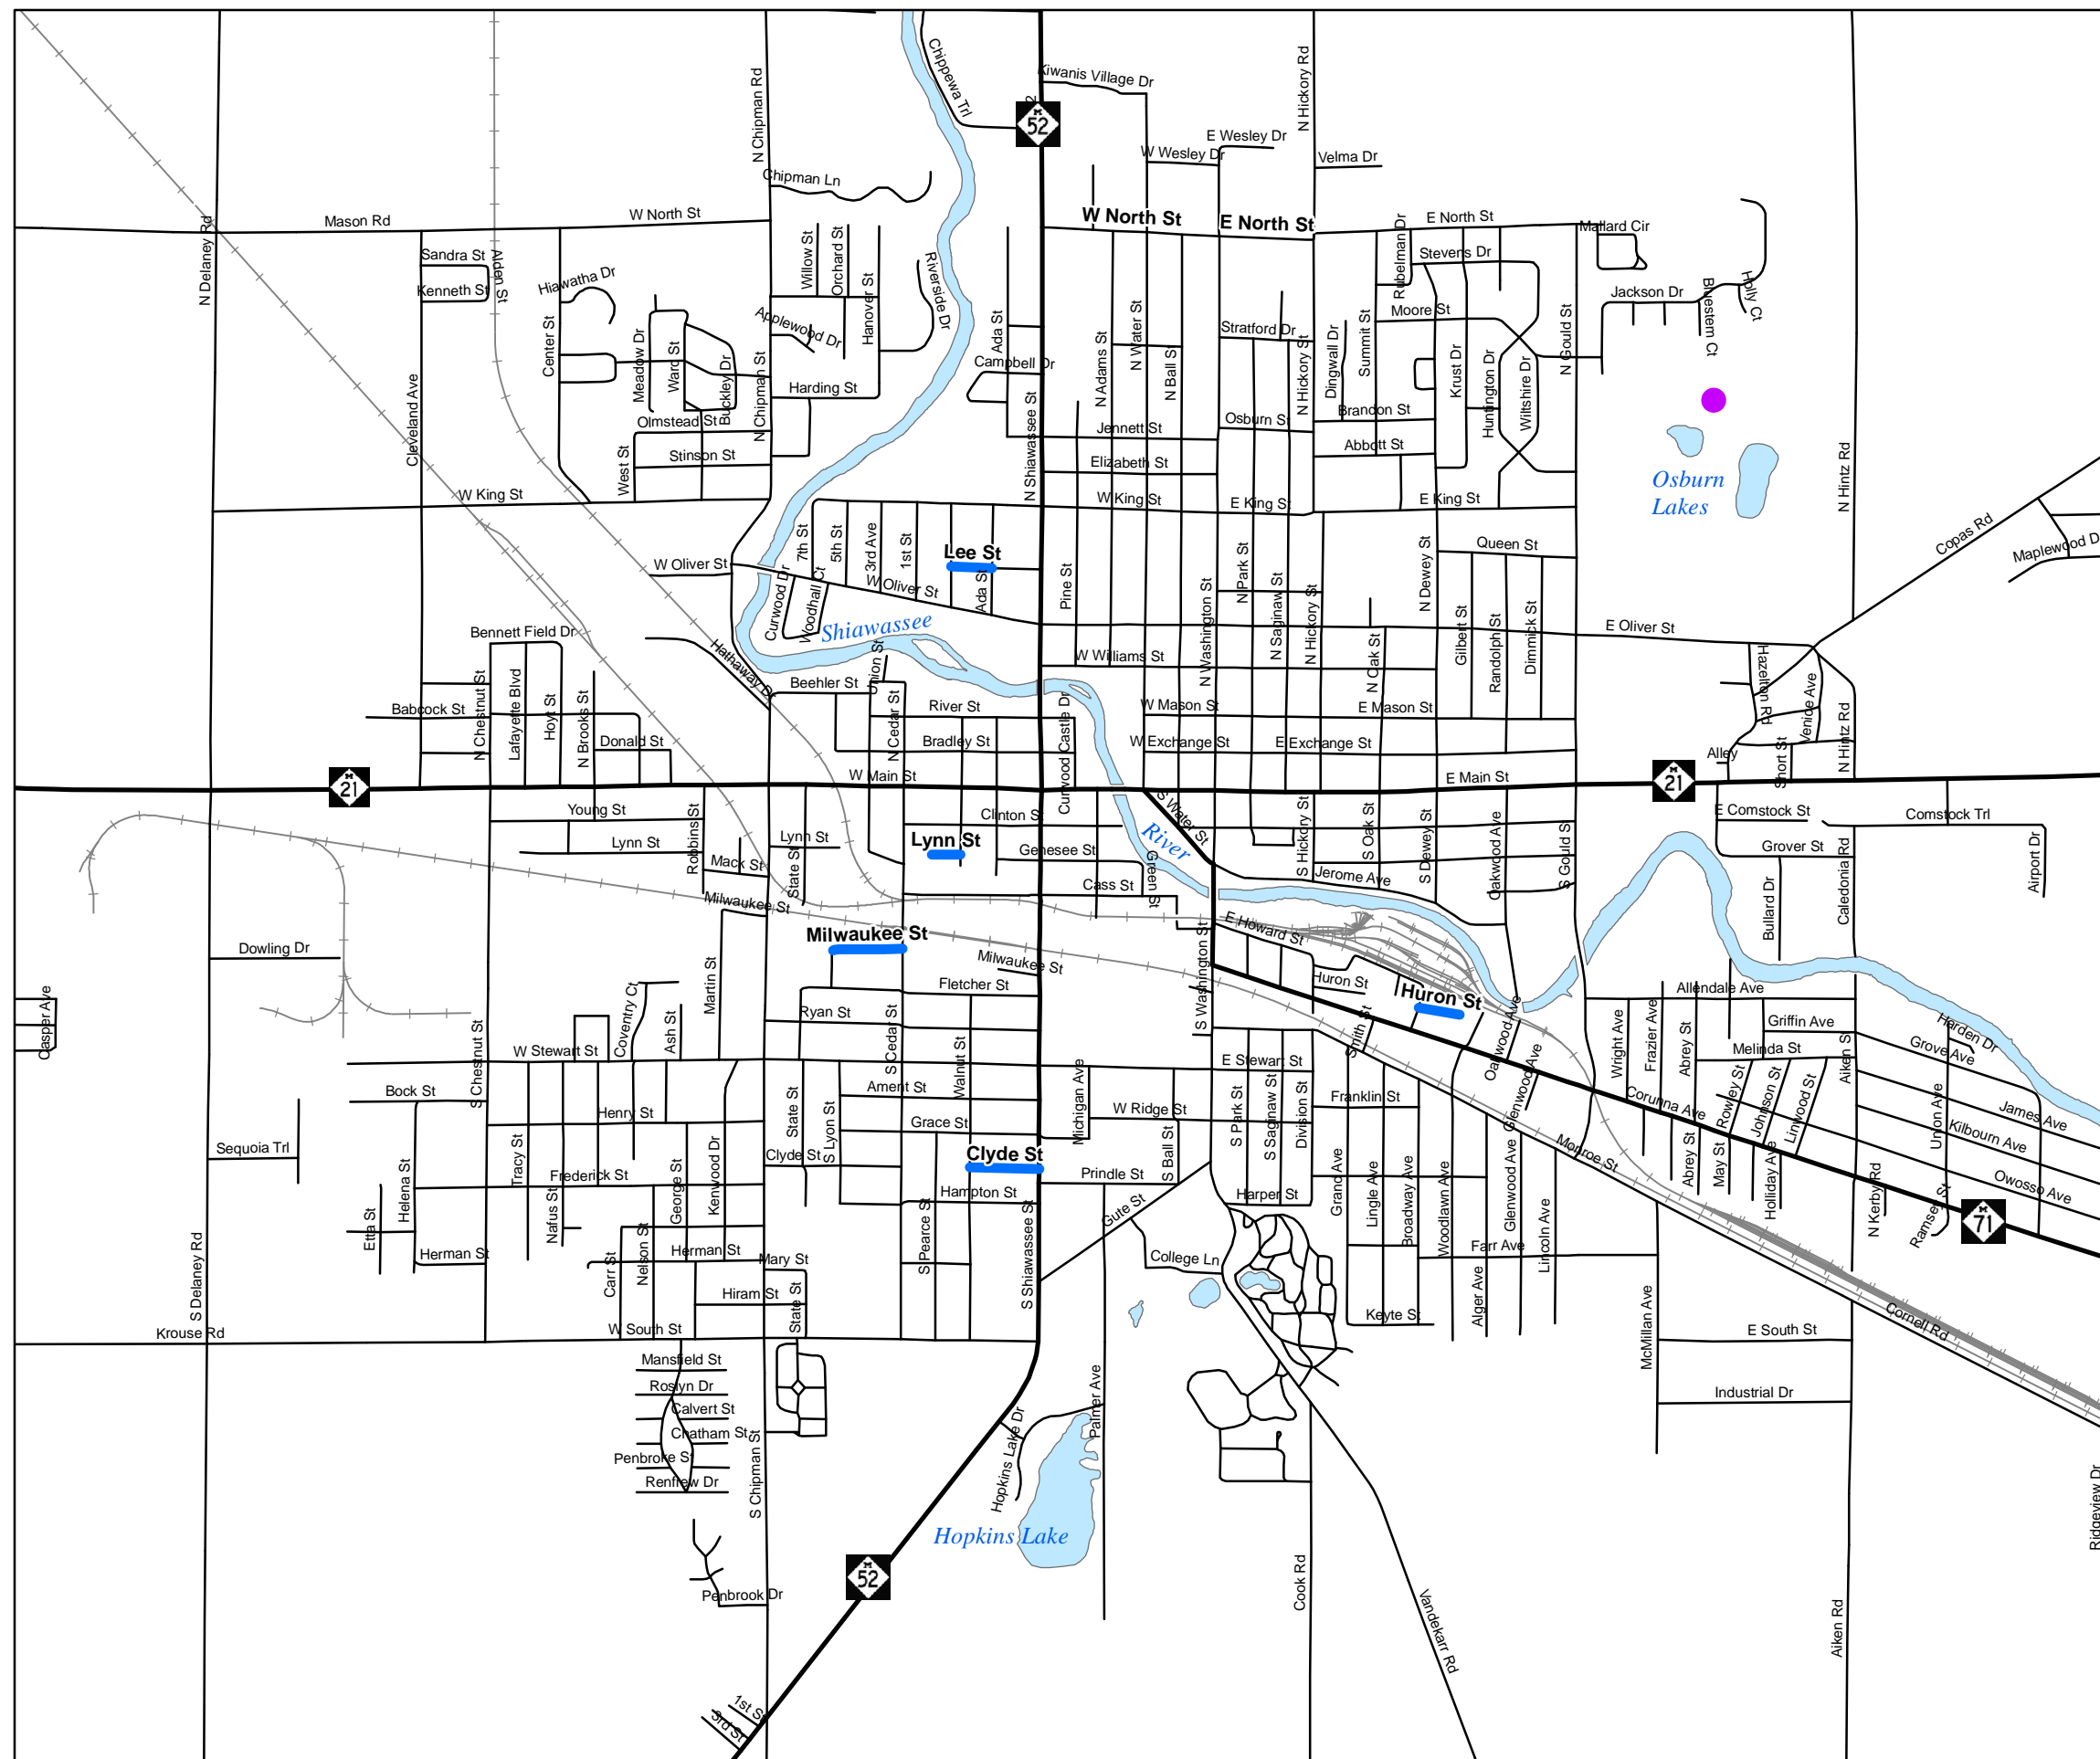 Chippewa Trl
Kiwanis Village Dr
N Hickory Rd
N Chipman Rd
M
52
E Wesley Dr
W Wesley Dr
Velma Dr
Chipman Ln
Mason Rd
W North St
W North St
E North St
E North St
Mallard Cir
N Delaney Rd
Sandra St
Kenneth St
Alden St
Hiawatha Dr
Willow St
Orchard St
Hanover St
Riverside Dr
Rubelman Dr
Stevens Dr
Jackson Dr
Bluestem Ct
Holly Ct
Center St
Meadow Dr
Ward St
Buckley Dr
Applewood Dr
N Chipman St
Harding St
Ada St
Campbell Dr
N Adams St
N Water St
N Ball St
Stratford Dr
N Hickory St
Dingwall Dr
Summit St
Moore St
Krust Dr
Huntington Dr
Wiltshire Dr
N Gould St
Cleveland Ave
Olmstead St
Stinson St
West St
N Shiawassee St
Jennett St
Elizabeth St
Osburn St
Brandon St
Abbott St
N Hintz Rd
Osburn
Lakes
W King St
W King St
E King St
E King St
Copas Rd
Maplewood D
7th St
5th St
3rd Ave
1st St
Lee St
Ada St
W Oliver St
W Oliver St
Curwood Dr
Woodhall Ct
Pine St
N Washington St
N Park St
N Saginaw St
N Hickory St
N Dewey St
Queen St
Gilbert St
Randolph St
Dimmick St
E Oliver St
Shiawassee
Bennett Field Dr
Hathaway Dr
Union St
W Williams St
N Oak St
Hazelton Rd
Venice Ave
Babcock St
N Chestnut St
Lafayette Blvd
Hoyt St
N Brooks St
Donald St
Beehler St
N Cedar St
River St
Bradley St
Curwood Castle Dr
W Mason St
E Mason St
W Exchange St
E Exchange St
Alley
Short St
N Hintz Rd
M
21
W Main St
E Main St
M
21
Young St
Lynn St
Robbins St
Mack St
Lynn St
State St
Clinton St
Lynn St
Genesee St
Cass St
Green St
S Water St
River
S Hickory St
S Oak St
S Dewey St
Oakwood Ave
S Gould St
Jerome Ave
E Comstock St
Comstock Trl
Grover St
Bullard Dr
Caledonia Rd
Airport Dr
Milwaukee St
Milwaukee St
Milwaukee St
Dowling Dr
Martin St
Fletcher St
E Howard St
S Washington St
Huron St
Huron St
Allendale Ave
Casper Ave
Coventry Ct
Ash St
Ryan St
S Cedar St
Walnut St
Smith St
Oakwood Ave
Glenwood Ave
Wright Ave
Frazier Ave
Abrey St
Griffin Ave
Melinda St
Aiken St
Harden Dr
Grove Ave
S Chestnut St
W Stewart St
E Stewart St
Bock St
Henry St
State St
S Lyon St
Ament St
Grace St
Michigan Ave
W Ridge St
S Park St
S Saginaw St
Division St
Franklin St
Corunna Ave
Rowley St
Johnson St
Linwood St
Union Ave
James Ave
Kilbourn Ave
Owosso Ave
Sequoia Trl
Tracy St
Frederick St
Clyde St
Clyde St
Prindle St
S Ball St
Monroe St
Abrey St
May St
Holliday Ave
N Kerby Rd
Ramse
St
M
71
Etta St
Helena St
Nafus St
George St
Kenwood Dr
Hampton St
S Pearce St
S Shiawassee St
Gute St
Harper St
Grand Ave
Lingle Ave
Broadway Ave
Woodlawn Ave
Glenwood Ave
Lincoln Ave
Herman St
Herman St
Carr St
Nelson St
Mary St
College Ln
Farr Ave
Alger Ave
Hiram St
State St
Keyte St
McMillan Ave
Cornell Rd
S Delaney Rd
Krouse Rd
W South St
E South St
Mansfield St
Roslyn Dr
Calvert St
Chatham St
Penbroke St
Renfrew Dr
S Chipman St
Palmer Ave
Hopkins Lake Dr
Industrial Dr
Ridgeview Dr
Hopkins Lake
M
52
Penbrook Dr
Cook Rd
Vandekarr Rd
Aiken Rd
1st St
3rd St